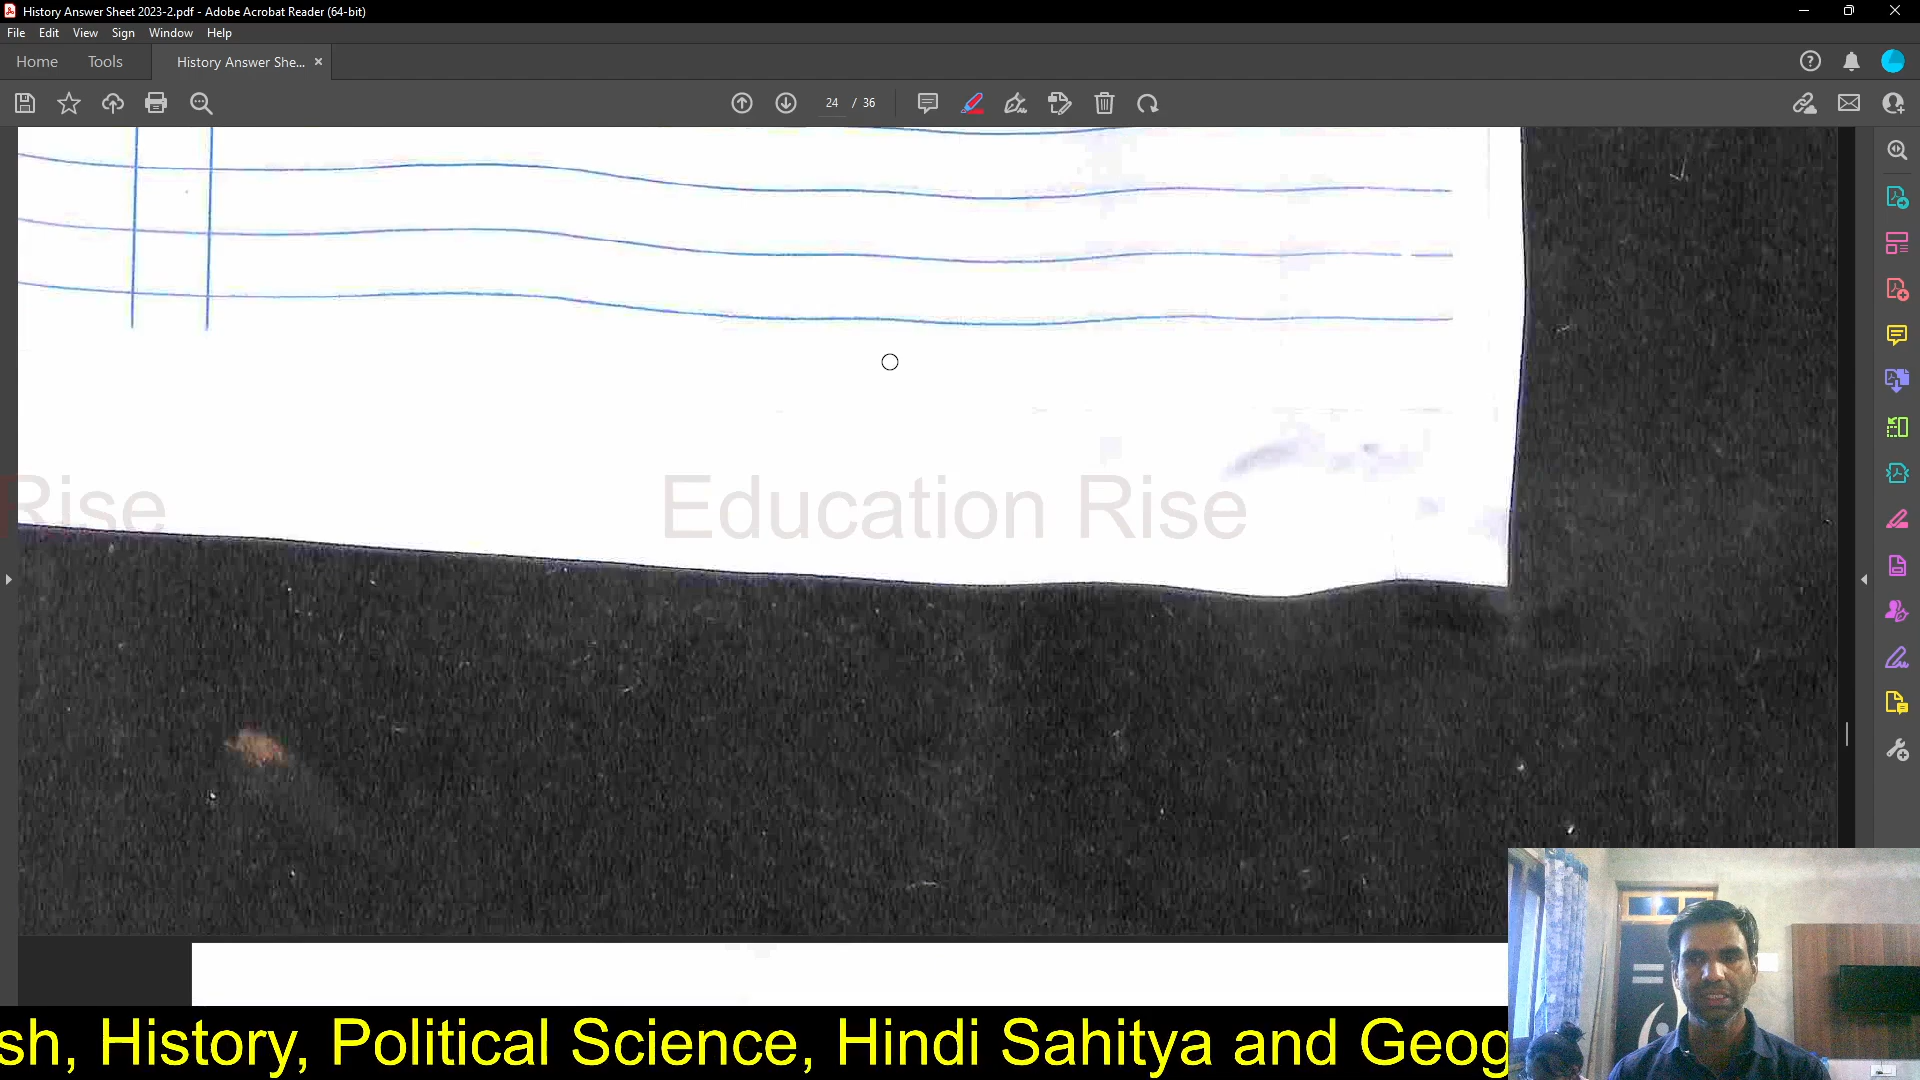 History Answer Sheet 2023-2.pdf - Adobe Acrobat Reader (64-bit)
File Edit View Sign Window Help
Home Tools History Answer She...
24 / 36
Rise Education Rise
sh, History, Political Science, Hindi Sahitya and Geog